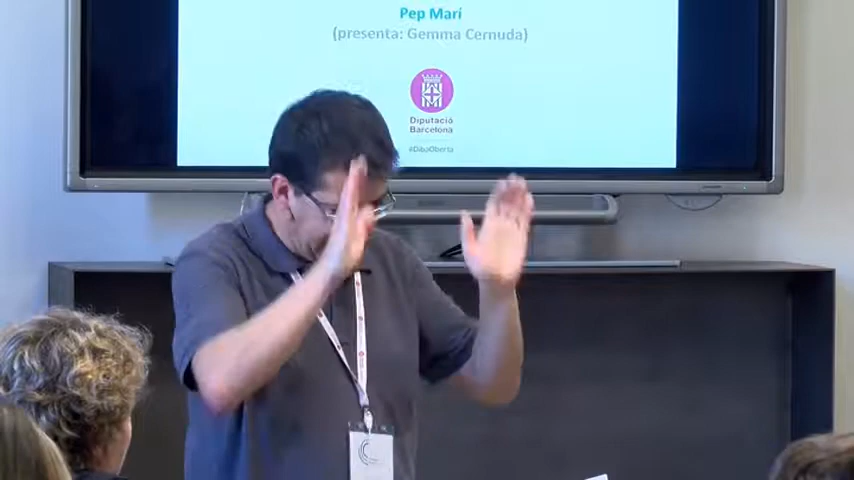 Pep Marí
(presenta: Gemma Cernuda)
Diputació
Barcelona
#DibaOberta